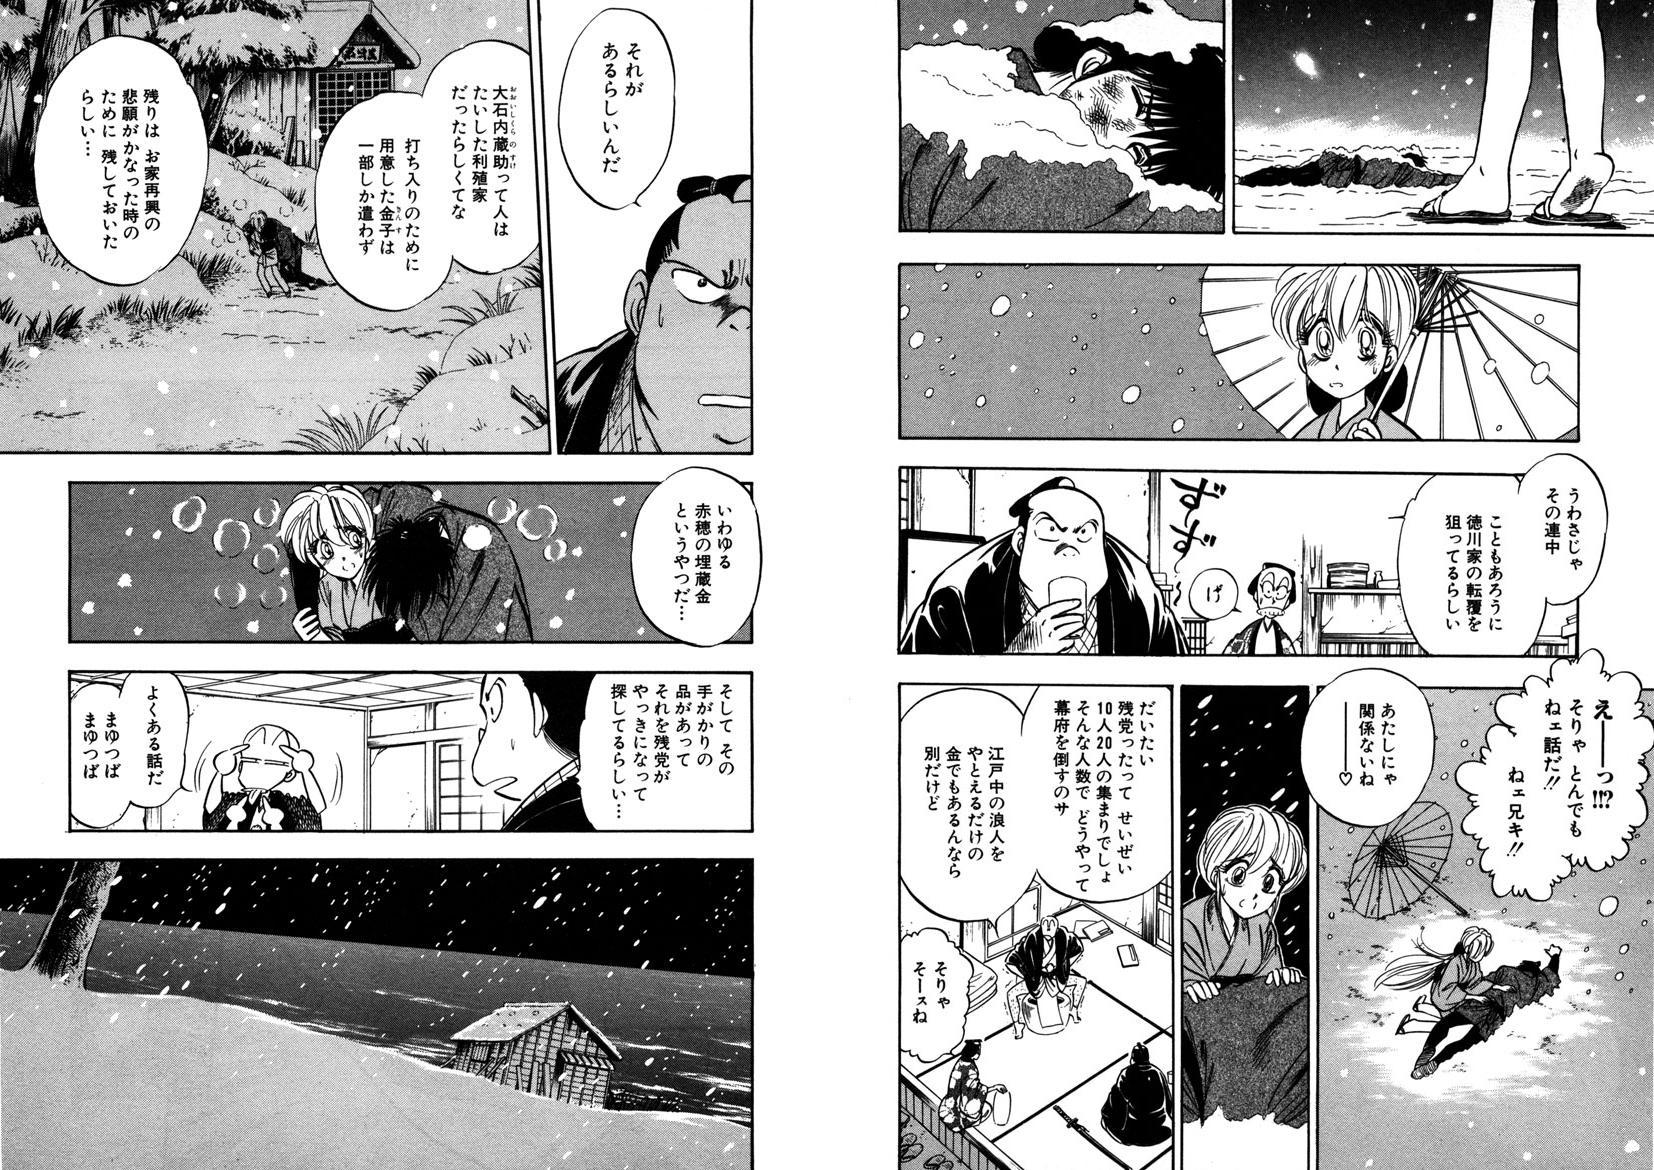 うわさじゃ
その連中
こともあろうに
徳川家の転覆を
狙ってるらしい
げ
ず
ずー
えーーっ!!?
そりゃ とんでも
ねェ話だ!!
ねェ兄キ!!
あたしにゃ
関係ないね
――♡
だいたい
残党ったって せいぜい
10人20人の集まりでしょ
そんな人数で どうやって
幕府を倒すのサ
江戸中の浪人を
やとえるだけの
金でもあるんなら
別だけど
そりゃ
そースね
それが
あるらしいんだ
大石内蔵助って人は
おおいしくらのすけ
たいした利殖家
だったらしくてな
打ち入りのために
用意した金子は
きんす
一部しか遣わず
残りは お家再興の
悲願がかなった時の
ために 残しておいた
らしい…
いわゆる
赤穂の埋蔵金
というやつだ…
そして その
手がかりの
品があって
それを残党が
やっきになって
探してるらしい…
よくある話だ
まゆつば
まゆつば